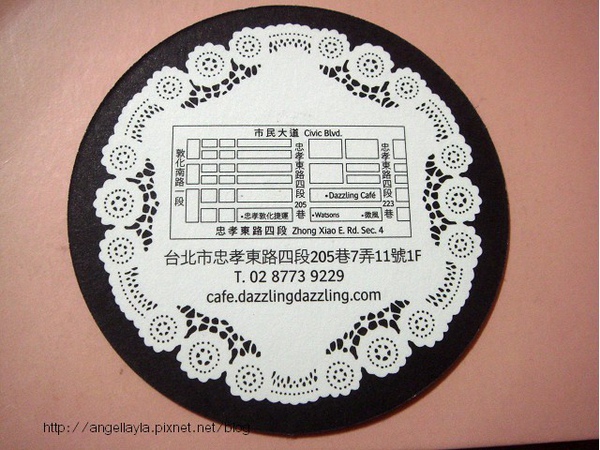 市民大道 Civic Blvd.
敦化南路一段
忠孝東路四段205巷
忠孝東路四段223巷
•Dazzling Café
•忠孝敦化捷運
•Watsons
•微風
忠孝東路四段 Zhong Xiao E. Rd. Sec. 4
台北市忠孝東路四段205巷7弄11號1F
T. 02 8773 9229
cafe.dazzlingdazzling.com
http://angellayla.pixnet.net/blog